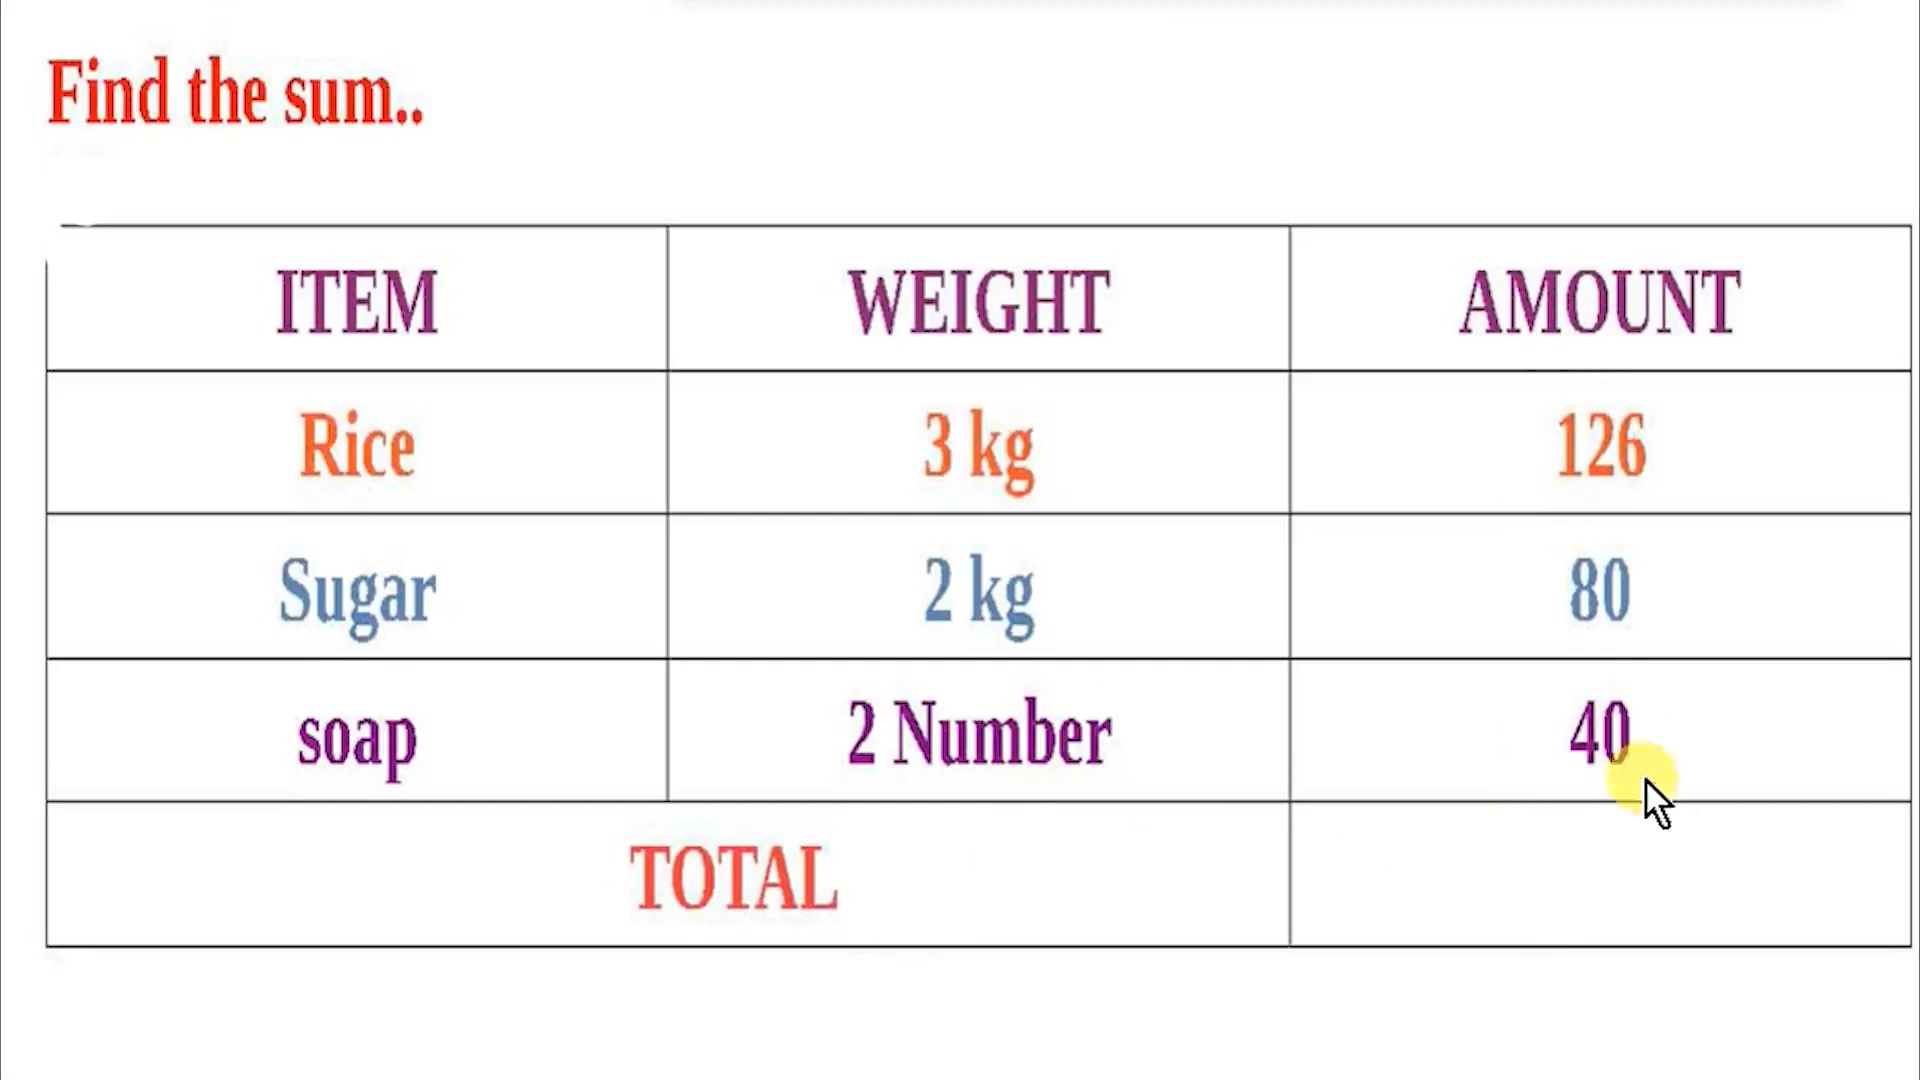 Find the sum..
ITEM WEIGHT AMOUNT
Rice 3 kg 126
Sugar 2 kg 80
soap 2 Number 40
TOTAL